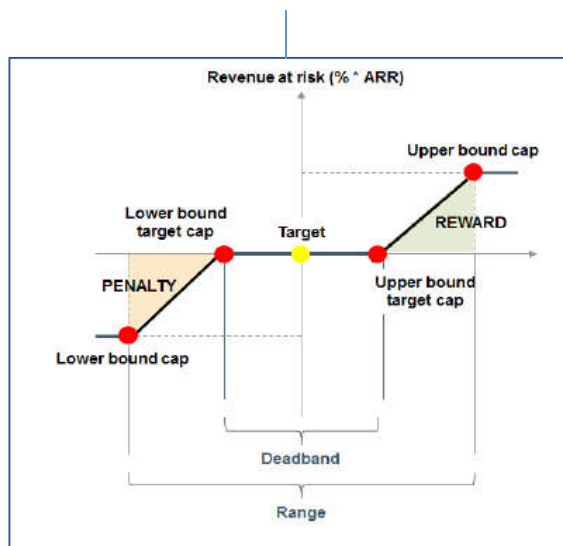 Revenue at risk (% * ARR)
Upper bound cap
Lower bound
target cap
Target
REWARD
PENALTY
Upper bound
target cap
Lower bound cap
Deadband
Range